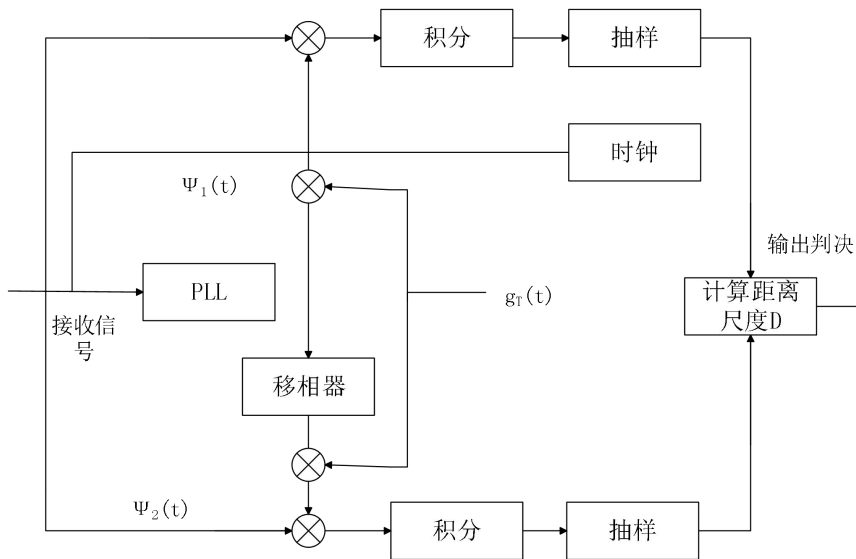 积分
抽样
时钟
Ψ₁(t)
输出判决
PLL
g_T(t)
计算距离
尺度D
接收信
号
移相器
Ψ₂(t)
积分
抽样